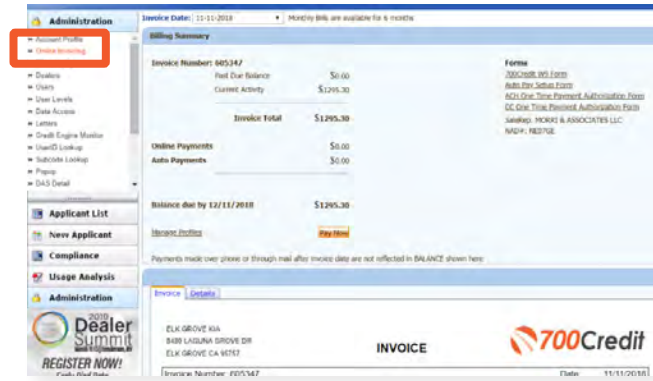 Administration
Account Profile
Online Invoicing
Dealers
Users
User Levels
Data Access
Letters
Credit Engine Monitor
UserID Lookup
Subcode Lookup
Popup
DAS Detail
Applicant List
New Applicant
Compliance
Usage Analysis
Administration
2019
Dealer
Summit
REGISTER NOW!
Invoice Date: 11-11-2018 Monthly Bills are available for 6 months
Billing Summary
Invoice Number: 605347
Past Due Balance $0.00
Current Activity $1295.30
Invoice Total $1295.30
Online Payments $0.00
Auto Payments $0.00
Balance due by 12/11/2018 $1295.30
Manage Profiles Pay Now
Payments made over phone or through mail after invoice date are not reflected in BALANCE shown here
Forms
700Credit W9 Form
Auto Pay Setup Form
ACH One Time Payment Authorization Form
CC One Time Payment Authorization Form
SalesRep: MORAN & ASSOCIATES LLC
Invoice Details
ELK GROVE KIA
8480 LAGUNA GROVE DR
ELK GROVE CA 95757
INVOICE
700Credit
Invoice Number: 605347 Date: 11/11/2018